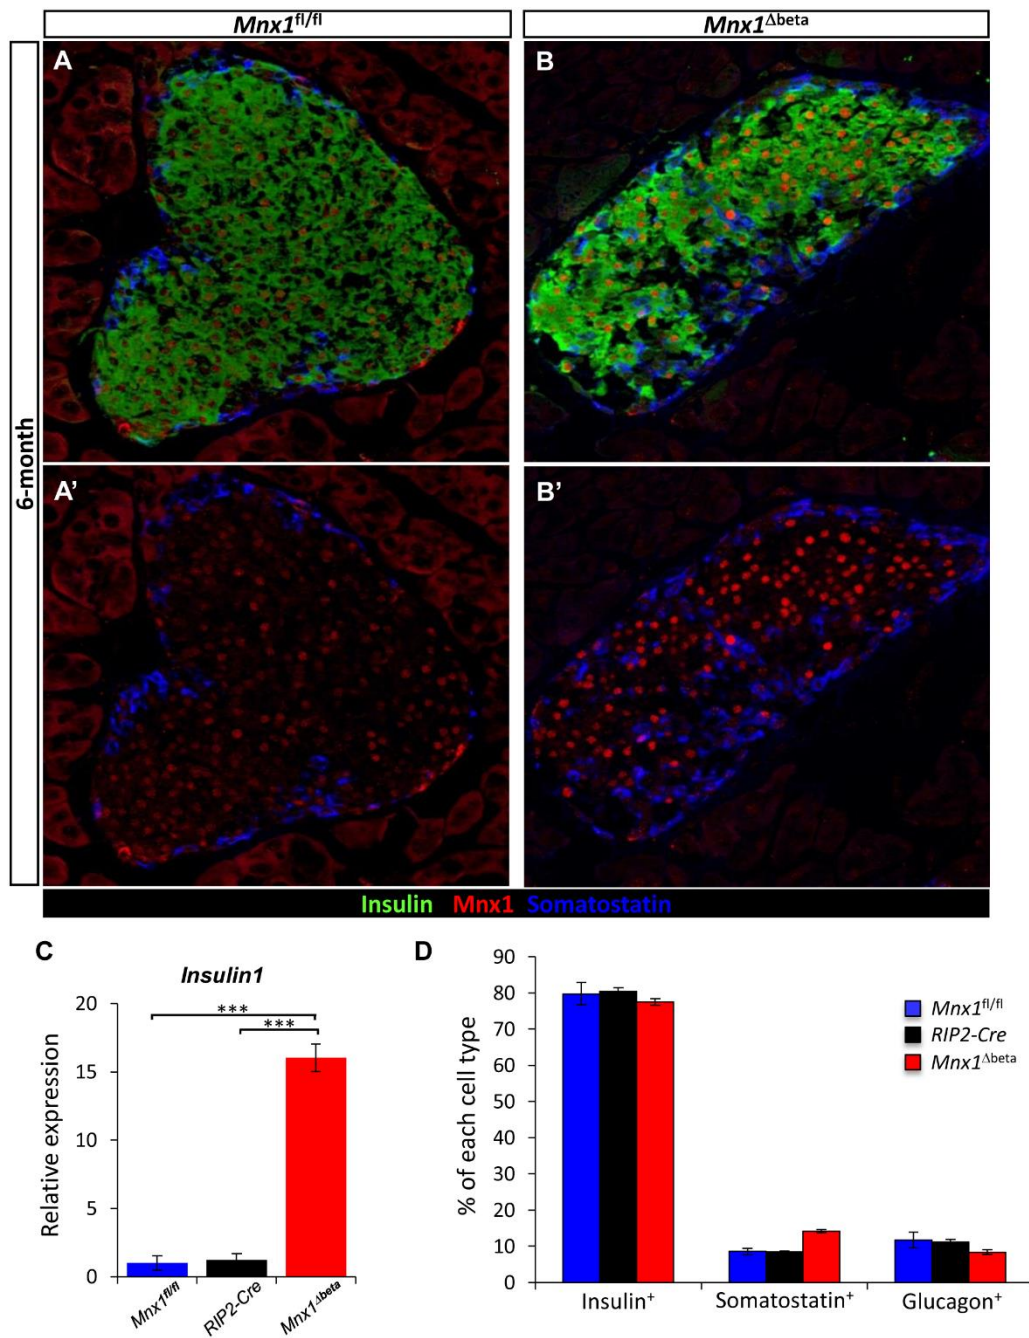 Mnx1fl/fl
Mnx1Δbeta
6-month
A
B
A'
B'
Insulin Mnx1 Somatostatin
C
Insulin1
Relative expression
20
15
10
5
0
***
***
Mnx1fl/fl
RIP2-Cre
Mnx1Δbeta
D
% of each cell type
90
80
70
60
50
40
30
20
10
0
Insulin+
Somatostatin+
Glucagon+
Mnx1fl/fl
RIP2-Cre
Mnx1Δbeta